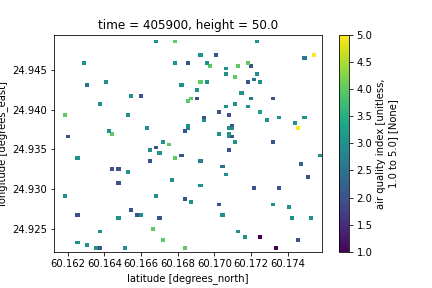 time = 405900, height = 50.0
24.945
24.940
24.935
24.930
24.925
longitude [degrees_east]
60.162 60.164 60.166 60.168 60.170 60.172 60.174
latitude [degrees_north]
5.0
4.5
4.0
3.5
3.0
2.5
2.0
1.5
1.0
air quality index [unitless,
1.0 to 5.0] [None]